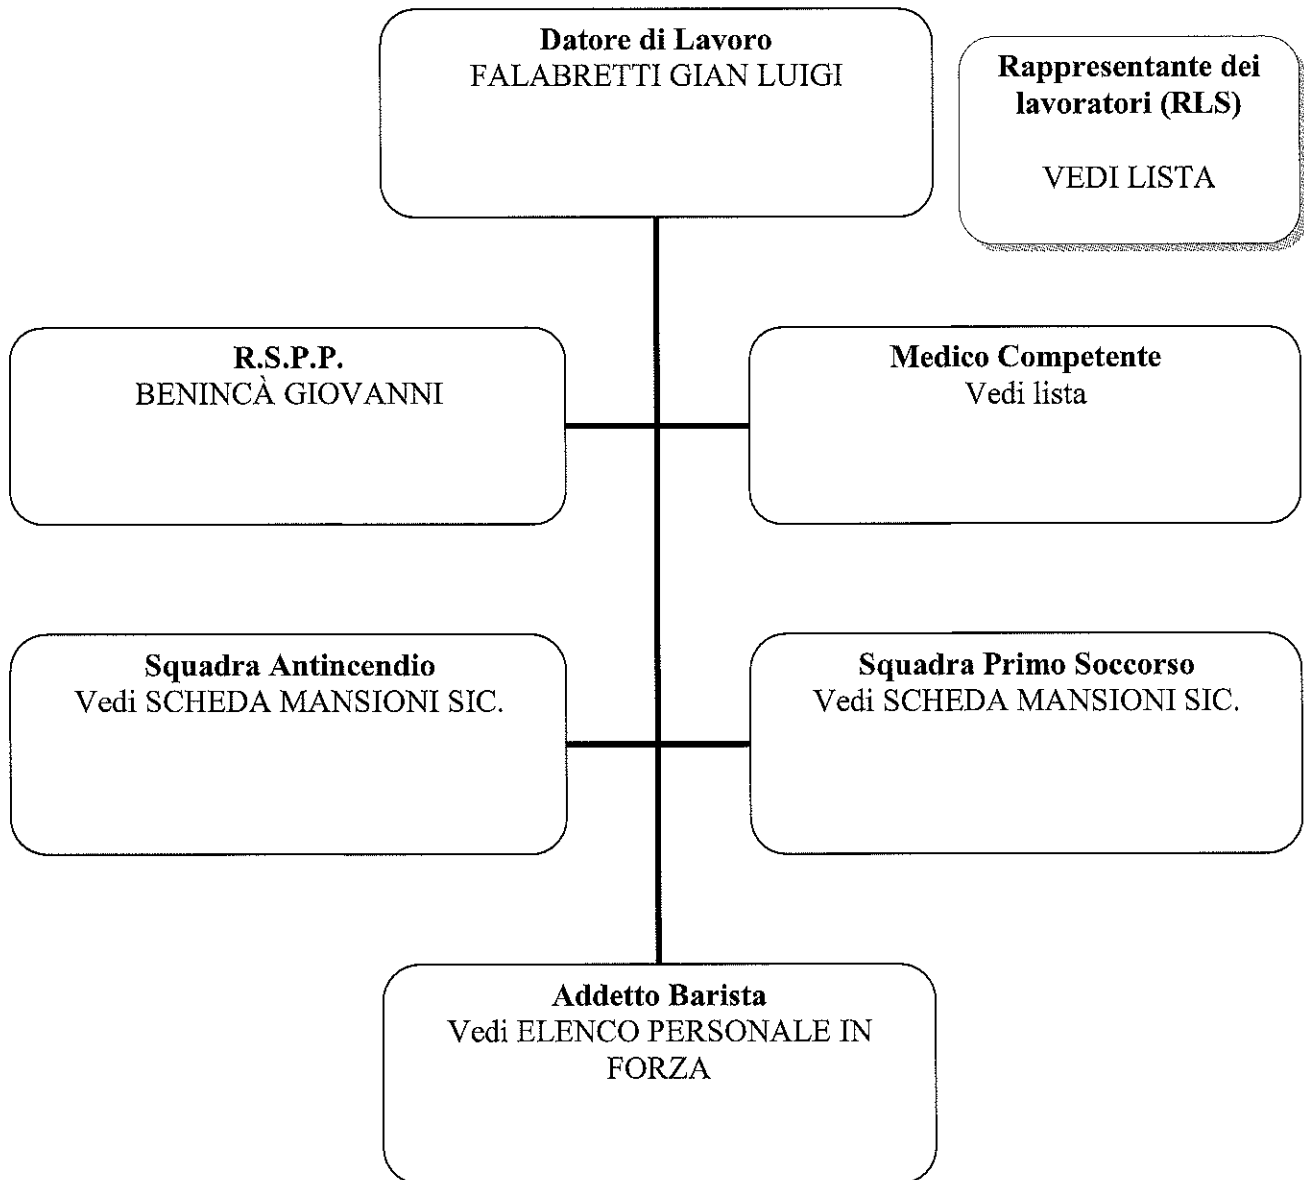 Datore di Lavoro
FALABRETTI GIAN LUIGI
Rappresentante dei
lavoratori (RLS)
VEDI LISTA
R.S.P.P.
BENINCÀ GIOVANNI
Medico Competente
Vedi lista
Squadra Antincendio
Vedi SCHEDA MANSIONI SIC.
Squadra Primo Soccorso
Vedi SCHEDA MANSIONI SIC.
Addetto Barista
Vedi ELENCO PERSONALE IN
FORZA